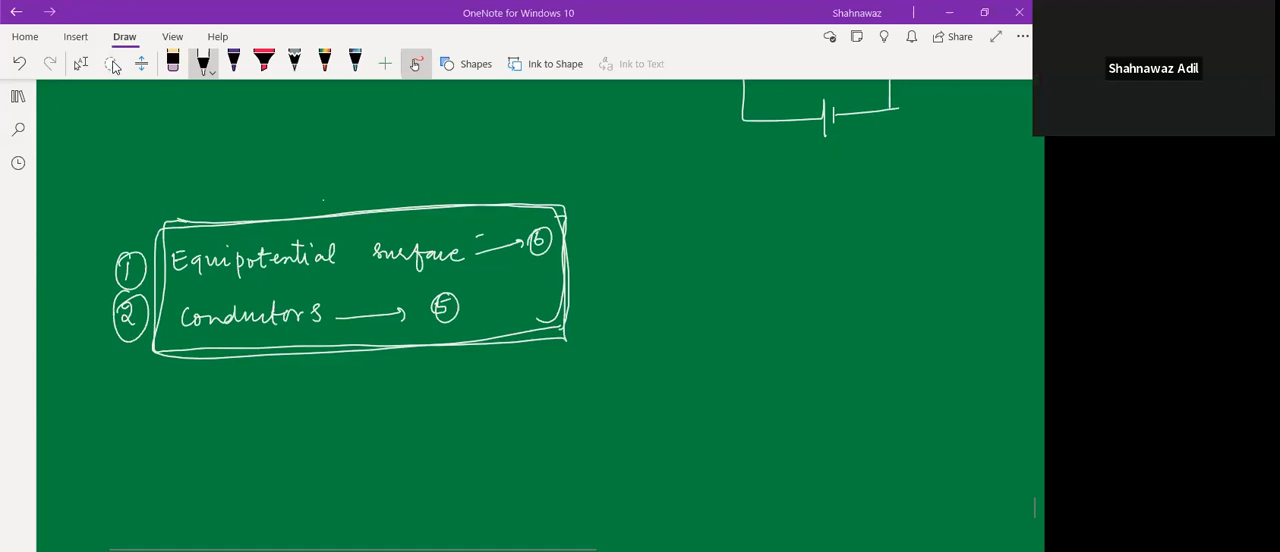 OneNote for Windows 10
Shahnawaz
Home Insert Draw View Help
Share
Shapes Ink to Shape Ink to Text
Shahnawaz Adil
① Equipotential surface → ⑥
② Conductors → ⑤